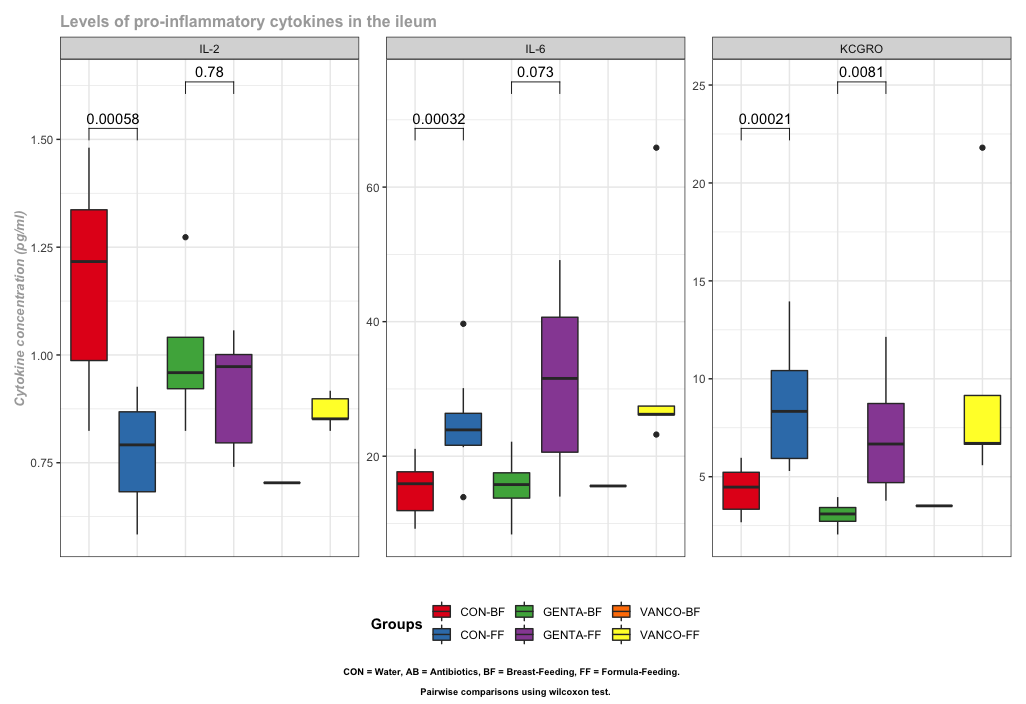 Levels of pro-inflammatory cytokines in the ileum
IL-2
IL-6
KCGRO
Cytokine concentration (pg/ml)
1.50
1.25
1.00
0.75
0.78
0.00058
60
40
20
0.073
0.00032
25
20
15
10
5
0.0081
0.00021
Groups
CON-BF
GENTA-BF
VANCO-BF
CON-FF
GENTA-FF
VANCO-FF
CON = Water, AB = Antibiotics, BF = Breast-Feeding, FF = Formula-Feeding.
Pairwise comparisons using wilcoxon test.